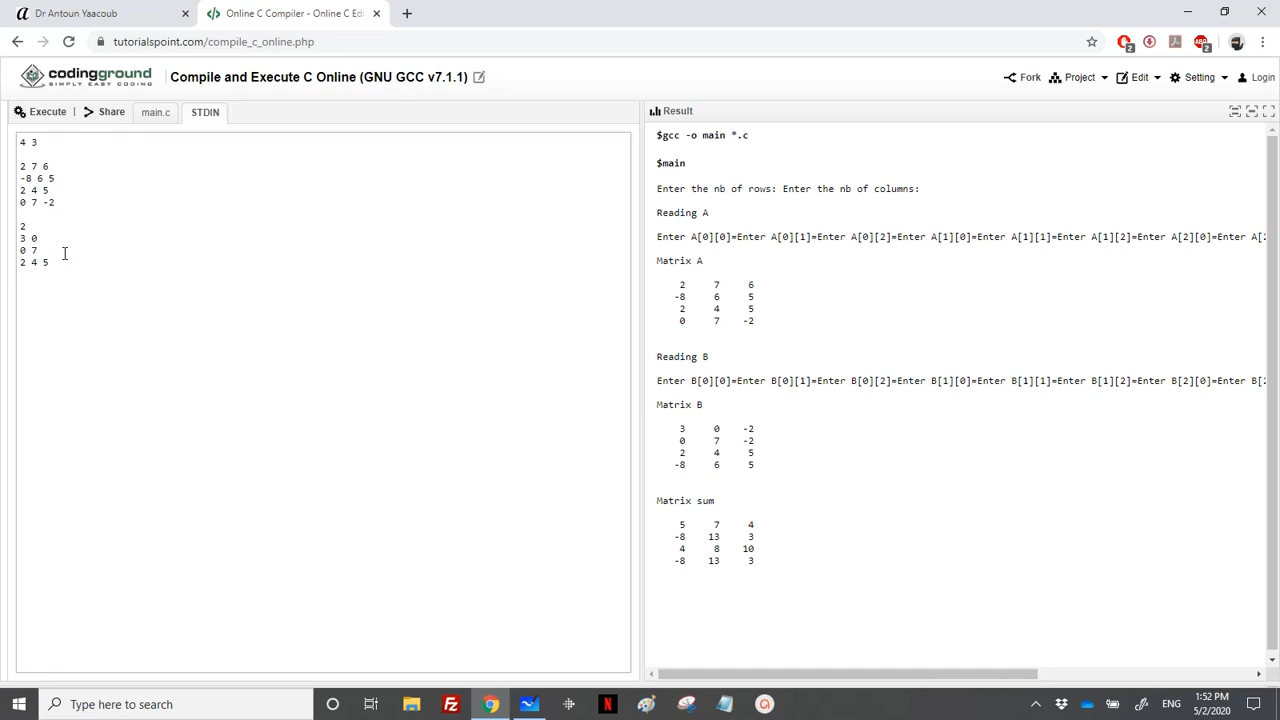 Dr Antoun Yaacoub
Online C Compiler - Online C Edi
tutorialspoint.com/compile_c_online.php
codingground
SIMPLY EASY CODING
Compile and Execute C Online (GNU GCC v7.1.1)
Fork
Project
Edit
Setting
Login
Execute
Share
main.c
STDIN
4 3
2 7 6
-8 6 5
2 4 5
0 7 -2
2
3 0
0 7
2 4 5
Result
$gcc -o main *.c
$main
Enter the nb of rows: Enter the nb of columns:
Reading A
Enter A[0][0]=Enter A[0][1]=Enter A[0][2]=Enter A[1][0]=Enter A[1][1]=Enter A[1][2]=Enter A[2][0]=Enter A[2
Matrix A
2 7 6
-8 6 5
2 4 5
0 7 -2
Reading B
Enter B[0][0]=Enter B[0][1]=Enter B[0][2]=Enter B[1][0]=Enter B[1][1]=Enter B[1][2]=Enter B[2][0]=Enter B[2
Matrix B
3 0 -2
0 7 -2
2 4 5
-8 6 5
Matrix sum
5 7 4
-8 13 3
4 8 10
-8 13 3
Type here to search
ENG
1:52 PM
5/2/2020